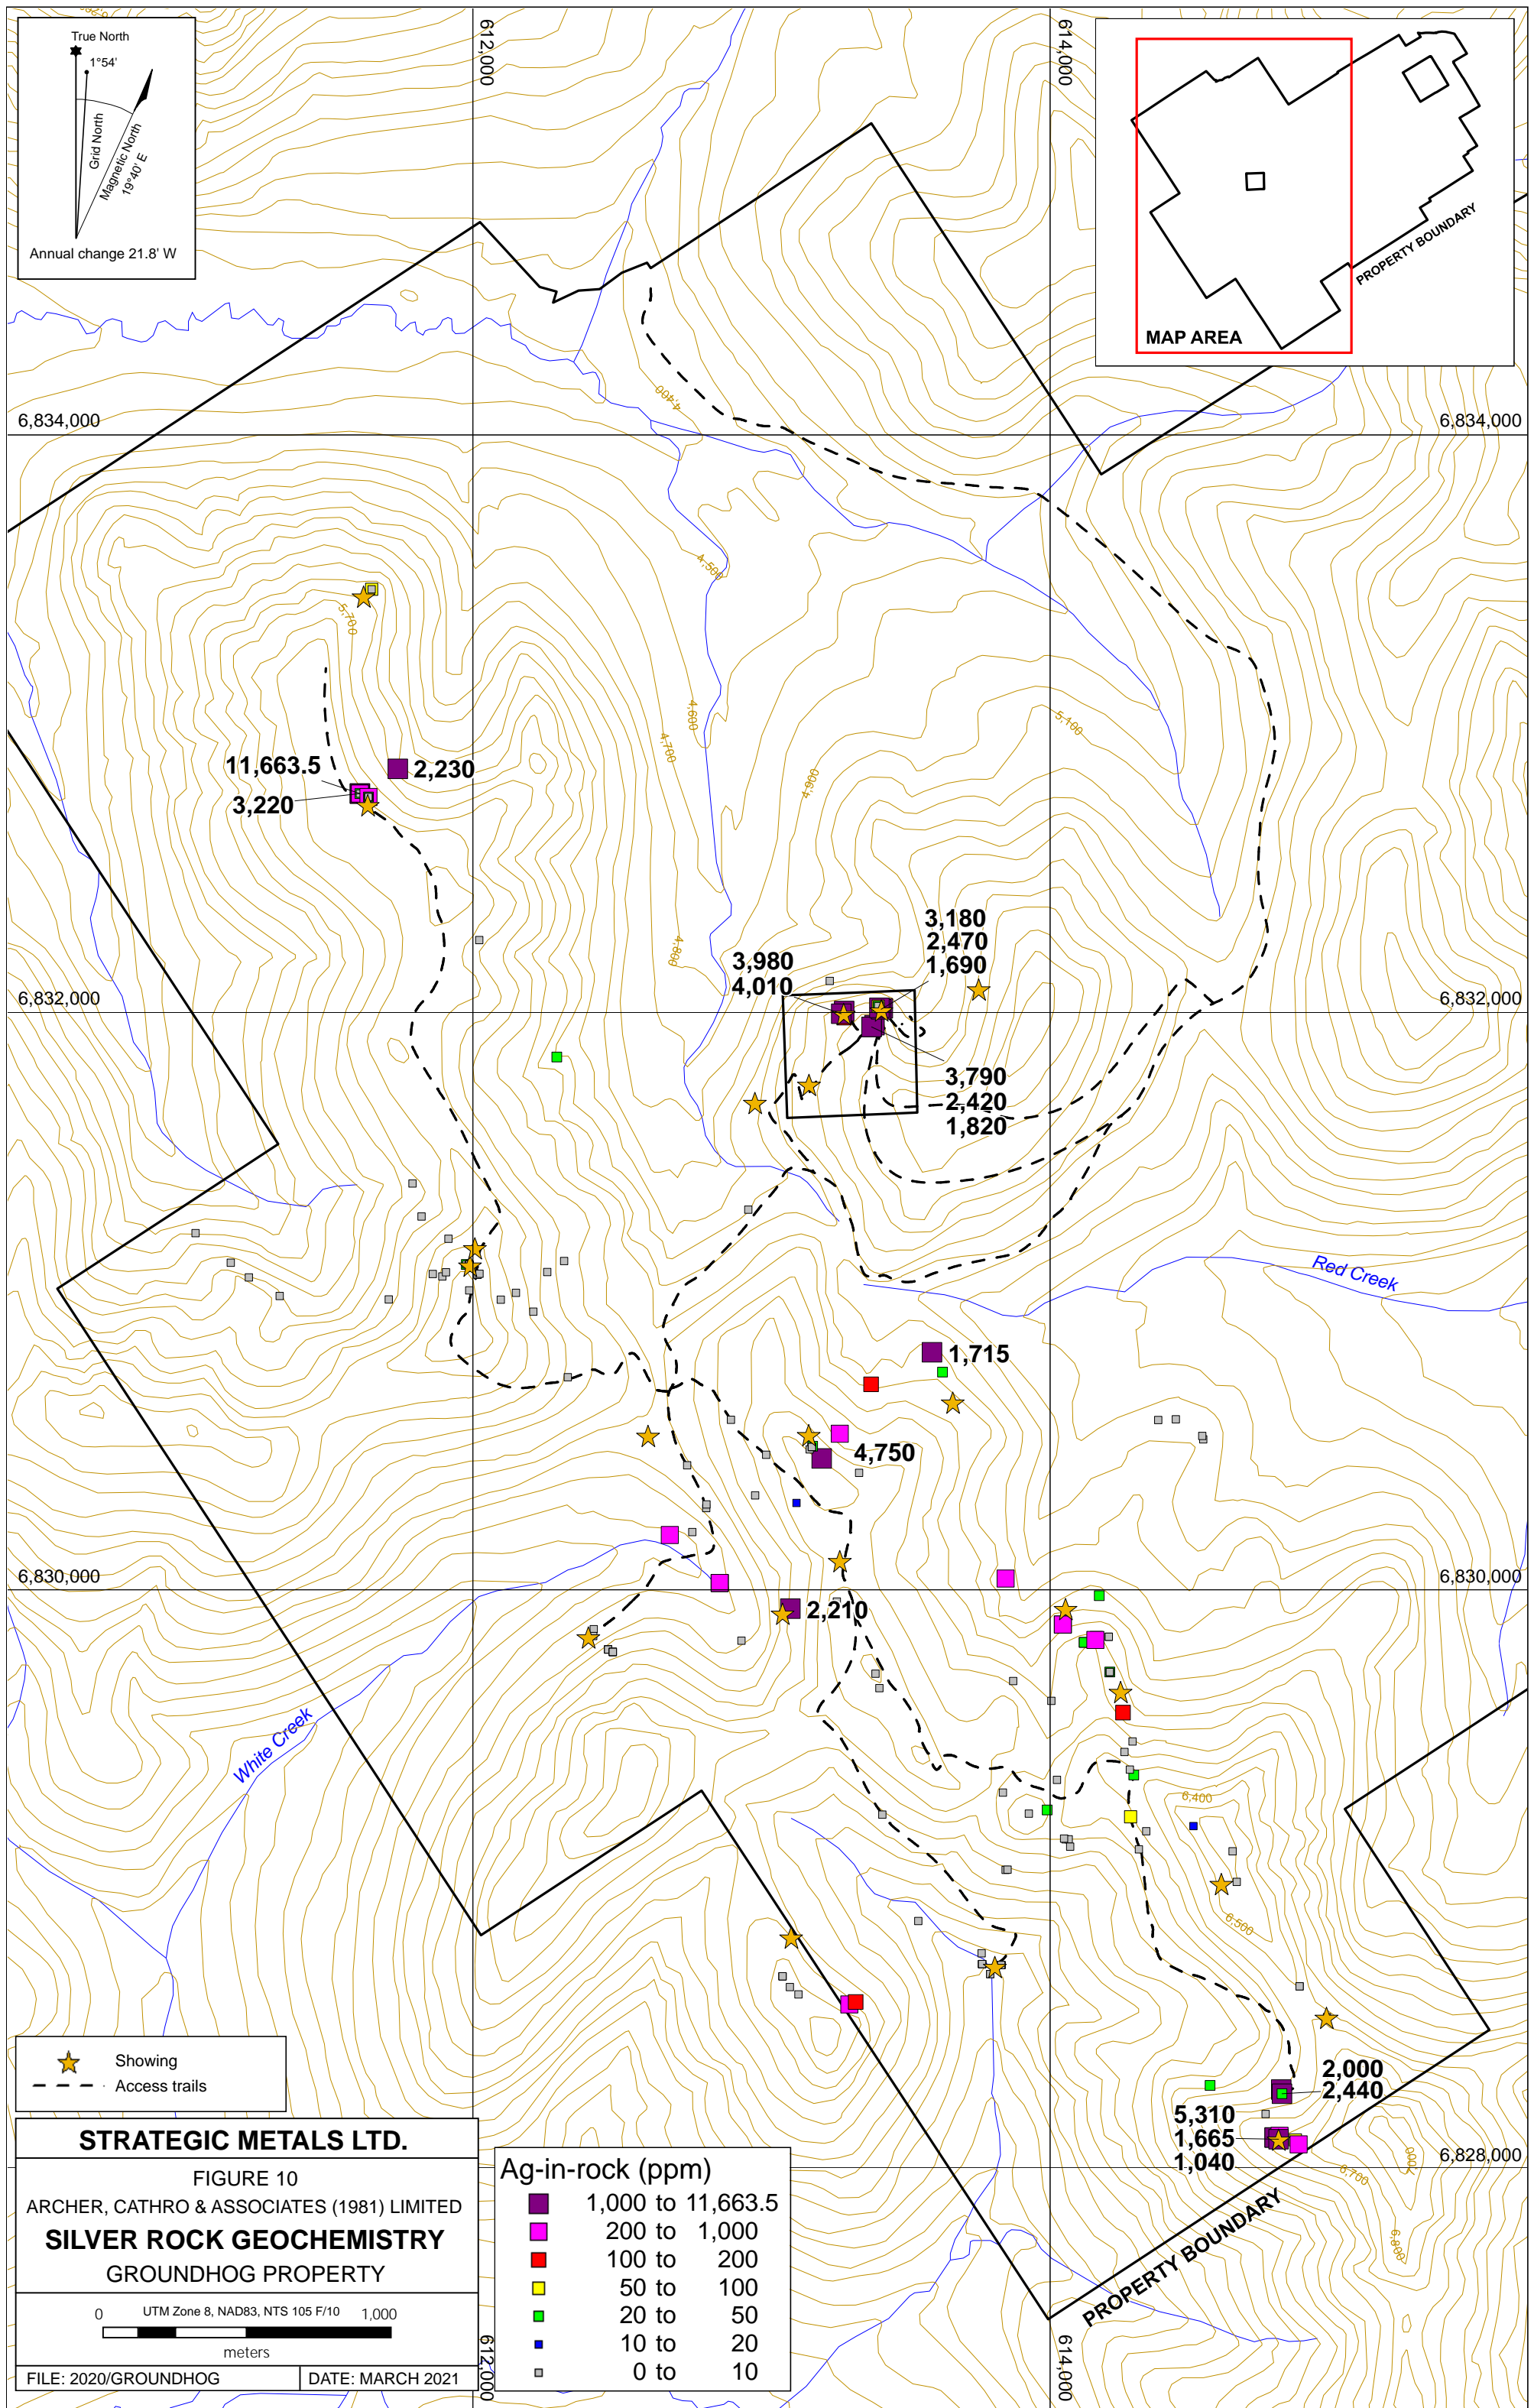 True North
1°54'
Grid North
Magnetic North
19°40' E
Annual change 21.8' W
612,000
614,000
PROPERTY BOUNDARY
MAP AREA
4,400
6,834,000
6,834,000
4,500
5,700
4,600
4,700
5,100
4,900
11,663.5
2,230
3,220
3,180
2,470
1,690
3,980
4,010
4,800
6,832,000
6,832,000
3,790
2,420
1,820
Red Creek
1,715
4,750
6,830,000
6,830,000
2,210
White Creek
6,400
6,500
Showing
Access trails
2,000
2,440
5,310
1,665
1,040
6,828,000
6,700
7,000
6,800
PROPERTY BOUNDARY
STRATEGIC METALS LTD.
FIGURE 10
ARCHER, CATHRO & ASSOCIATES (1981) LIMITED
SILVER ROCK GEOCHEMISTRY
GROUNDHOG PROPERTY
0 UTM Zone 8, NAD83, NTS 105 F/10 1,000
meters
FILE: 2020/GROUNDHOG DATE: MARCH 2021
Ag-in-rock (ppm)
1,000 to 11,663.5
200 to 1,000
100 to 200
50 to 100
20 to 50
10 to 20
0 to 10
612,000
614,000